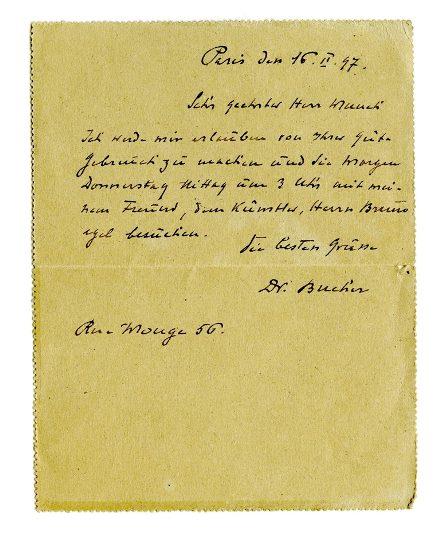 Paris den 16. II. 97.
Sehr geehrter Herr Munch
Ich werde mir erlauben von Ihrer Güte
Gebrauch zu machen und Sie morgen
Donnerstag Mittag um 3 Uhr mit mei-
nem Freund, dem Künstler, Herrn
besuchen.
Die besten Grüsse
Dr. Bucher
Rue Monge 56.